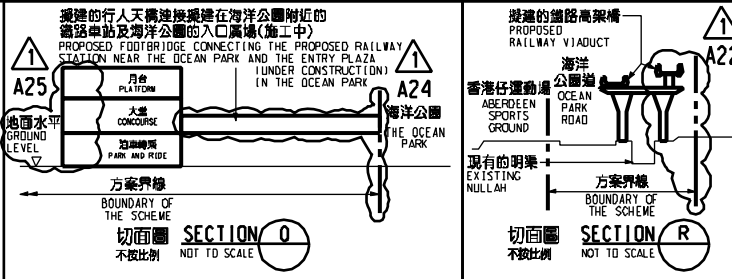 擬建的行人天橋連接擬建在海洋公園附近的
鐵路車站及海洋公園的入口廣場(施工中)
PROPOSED FOOTBRIDGE CONNECTING THE PROPOSED RAILWAY
STATION NEAR THE OCEAN PARK AND THE ENTRY PLAZA
(UNDER CONSTRUCTION)
IN THE OCEAN PARK
1
A25
1
A24
月台
PLATFORM
大堂
CONCOURSE
泊車轉乘
PARK AND RIDE
地面水平
GROUND
LEVEL
海洋公園
THE OCEAN
PARK
方案界線
BOUNDARY OF
THE SCHEME
切面圖
不按比例
SECTION
NOT TO SCALE
O
擬建的鐵路高架橋
PROPOSED
RAILWAY VIADUCT
1
A22
海洋
公園道
OCEAN
PARK
ROAD
香港仔運動場
ABERDEEN
SPORTS
GROUND
現有的明渠
EXISTING
NULLAH
方案界線
BOUNDARY OF
THE SCHEME
切面圖
不按比例
SECTION
NOT TO SCALE
R